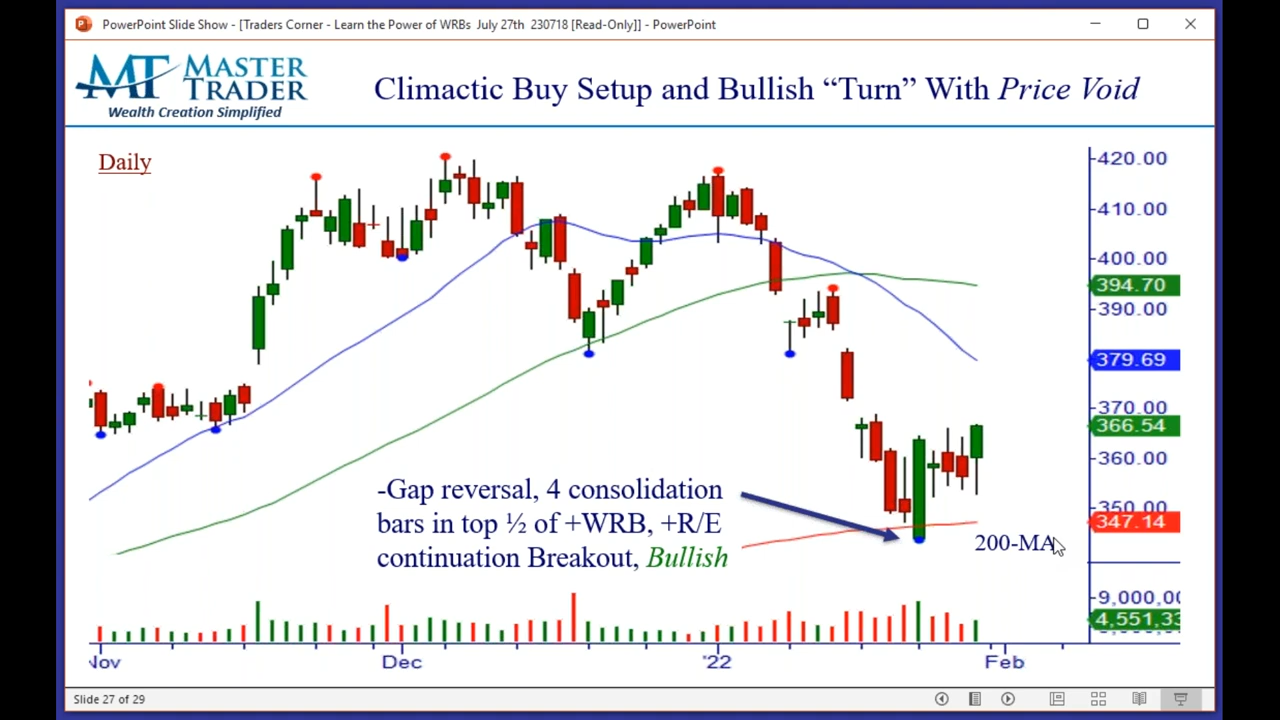 PowerPoint Slide Show - [Traders Corner - Learn the Power of WRBs July 27th 230718 [Read-Only]] - PowerPoint
MT MASTER TRADER
Wealth Creation Simplified
Climactic Buy Setup and Bullish “Turn” With Price Void
Daily
420.00
410.00
400.00
394.70
390.00
379.69
370.00
366.54
360.00
350.00
347.14
-Gap reversal, 4 consolidation
bars in top ½ of +WRB, +R/E
continuation Breakout, Bullish
200-MA
9,000,00
4,551,33
Nov
Dec
'22
Feb
Slide 27 of 29